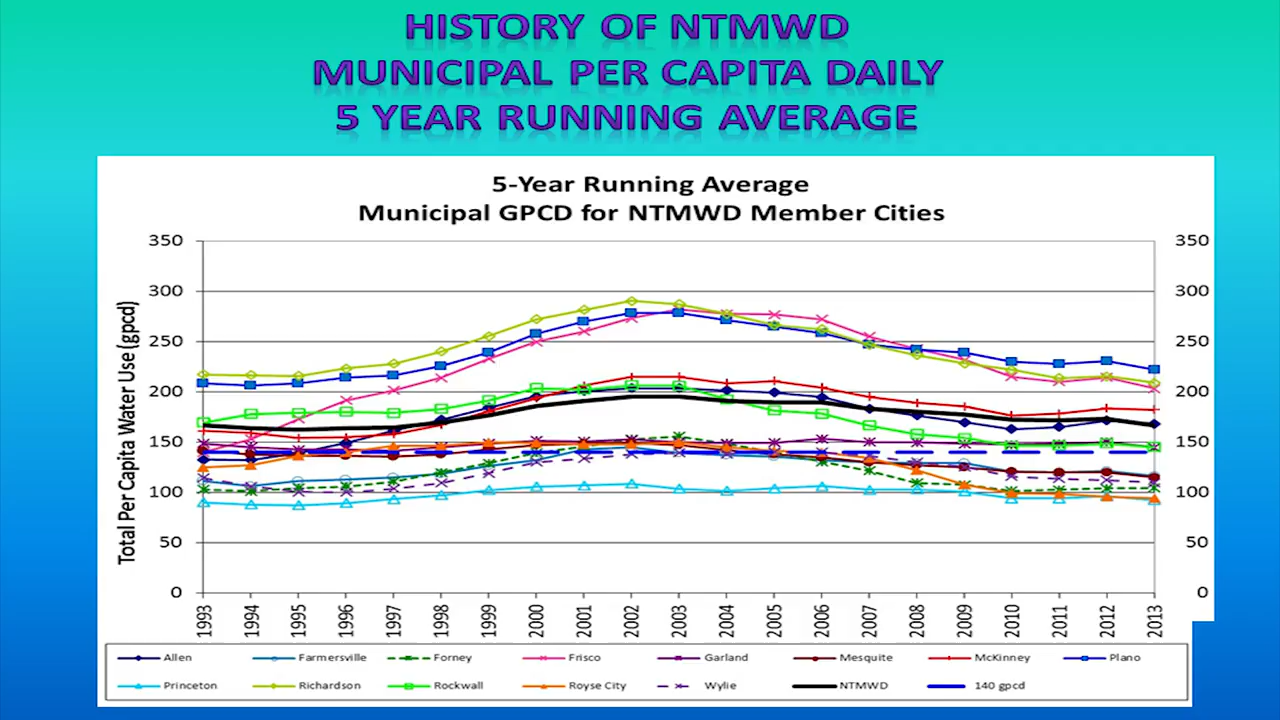 HISTORY OF NTMWD
MUNICIPAL PER CAPITA DAILY
5 YEAR RUNNING AVERAGE
5-Year Running Average
Municipal GPCD for NTMWD Member Cities
Total Per Capita Water Use (gpcd)
350 350
300 300
250 250
200 200
150 150
100 100
50 50
0 0
1993 1994 1995 1996 1997 1998 1999 2000 2001 2002 2003 2004 2005 2006 2007 2008 2009 2010 2011 2012 2013
Allen Farmersville Forney Frisco Garland Mesquite McKinney Plano
Princeton Richardson Rockwall Royse City Wylie NTMWD 140 gpcd